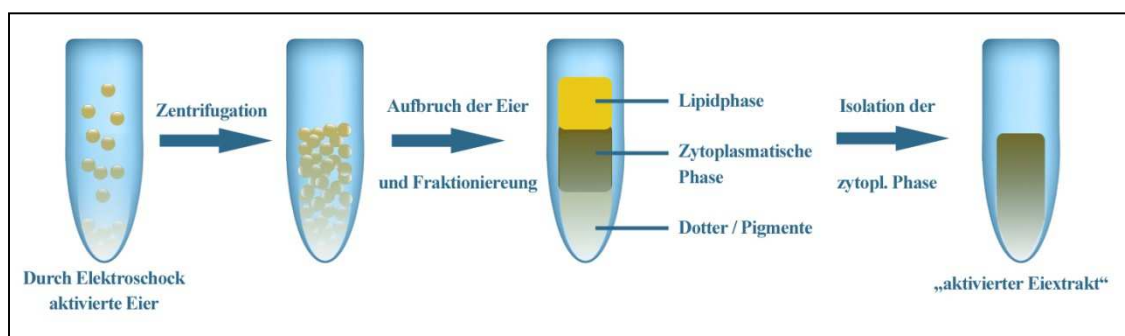 Zentrifugation
Aufbruch der Eier
und Fraktioniereung
Lipidphase
Zytoplasmatische
Phase
Dotter / Pigmente
Isolation der
zytopl. Phase
Durch Elektroschock
aktivierte Eier
„aktivierter Eiextrakt“